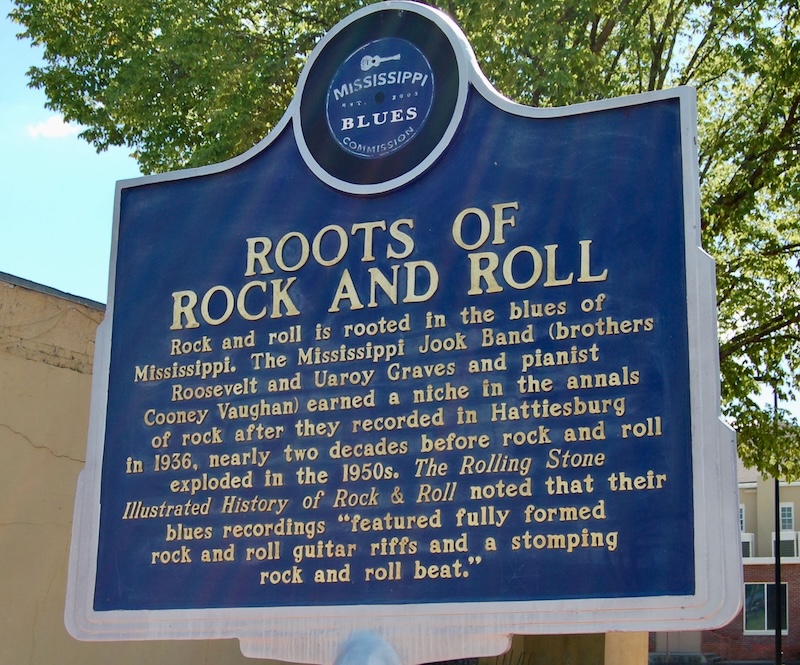 MISSISSIPPI
EST. 2003
BLUES
COMMISSION
ROOTS OF
ROCK AND ROLL
Rock and roll is rooted in the blues of
Mississippi. The Mississippi Jook Band (brothers
Roosevelt and Uaroy Graves and pianist
Cooney Vaughan) earned a niche in the annals
of rock after they recorded in Hattiesburg
in 1936, nearly two decades before rock and roll
exploded in the 1950s. The Rolling Stone
Illustrated History of Rock & Roll noted that their
blues recordings “featured fully formed
rock and roll guitar riffs and a stomping
rock and roll beat.”